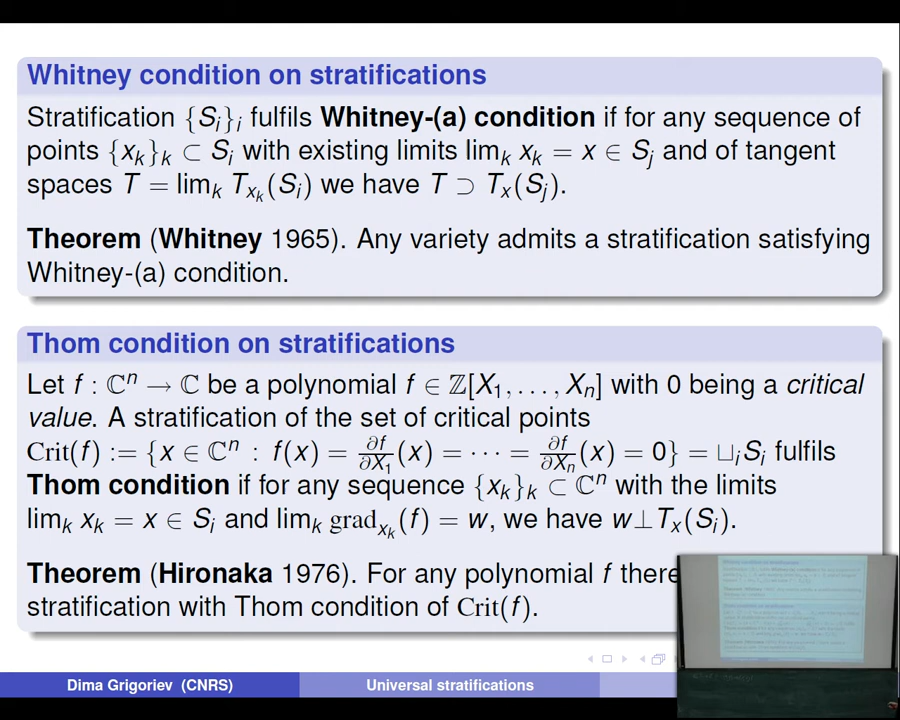 Whitney condition on stratifications
Stratification {S_i}_i fulfils Whitney-(a) condition if for any sequence of
points {x_k}_k ⊂ S_i with existing limits lim_k x_k = x ∈ S_j and of tangent
spaces T = lim_k T_{x_k}(S_i) we have T ⊃ T_x(S_j).
Theorem (Whitney 1965). Any variety admits a stratification satisfying
Whitney-(a) condition.
Thom condition on stratifications
Let f : ℂ^n → ℂ be a polynomial f ∈ ℤ[X_1, . . . , X_n] with 0 being a critical
value. A stratification of the set of critical points
Crit(f) := {x ∈ ℂ^n : f(x) = ∂f/∂X_1(x) = · · · = ∂f/∂X_n(x) = 0} = ⊔_i S_i fulfils
Thom condition if for any sequence {x_k}_k ⊂ ℂ^n with the limits
lim_k x_k = x ∈ S_i and lim_k grad_{x_k}(f) = w, we have w⊥T_x(S_i).
Theorem (Hironaka 1976). For any polynomial f there
stratification with Thom condition of Crit(f).
Dima Grigoriev (CNRS) Universal stratifications